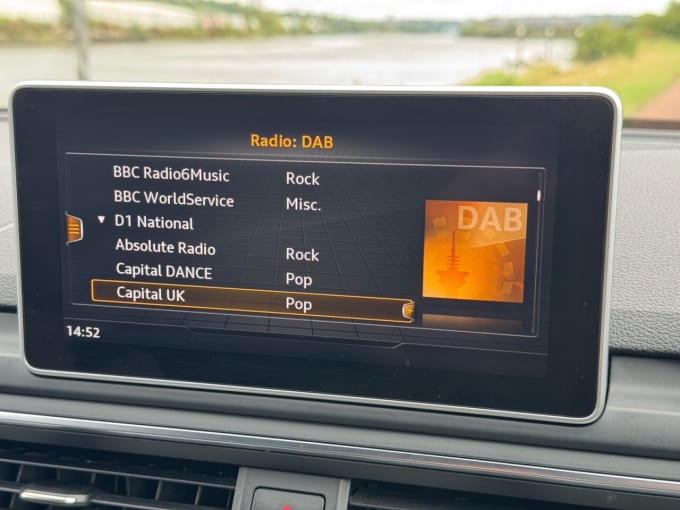 Radio: DAB
BBC Radio6Music Rock
BBC WorldService Misc.
D1 National
Absolute Radio Rock
Capital DANCE Pop
Capital UK Pop
DAB
14:52